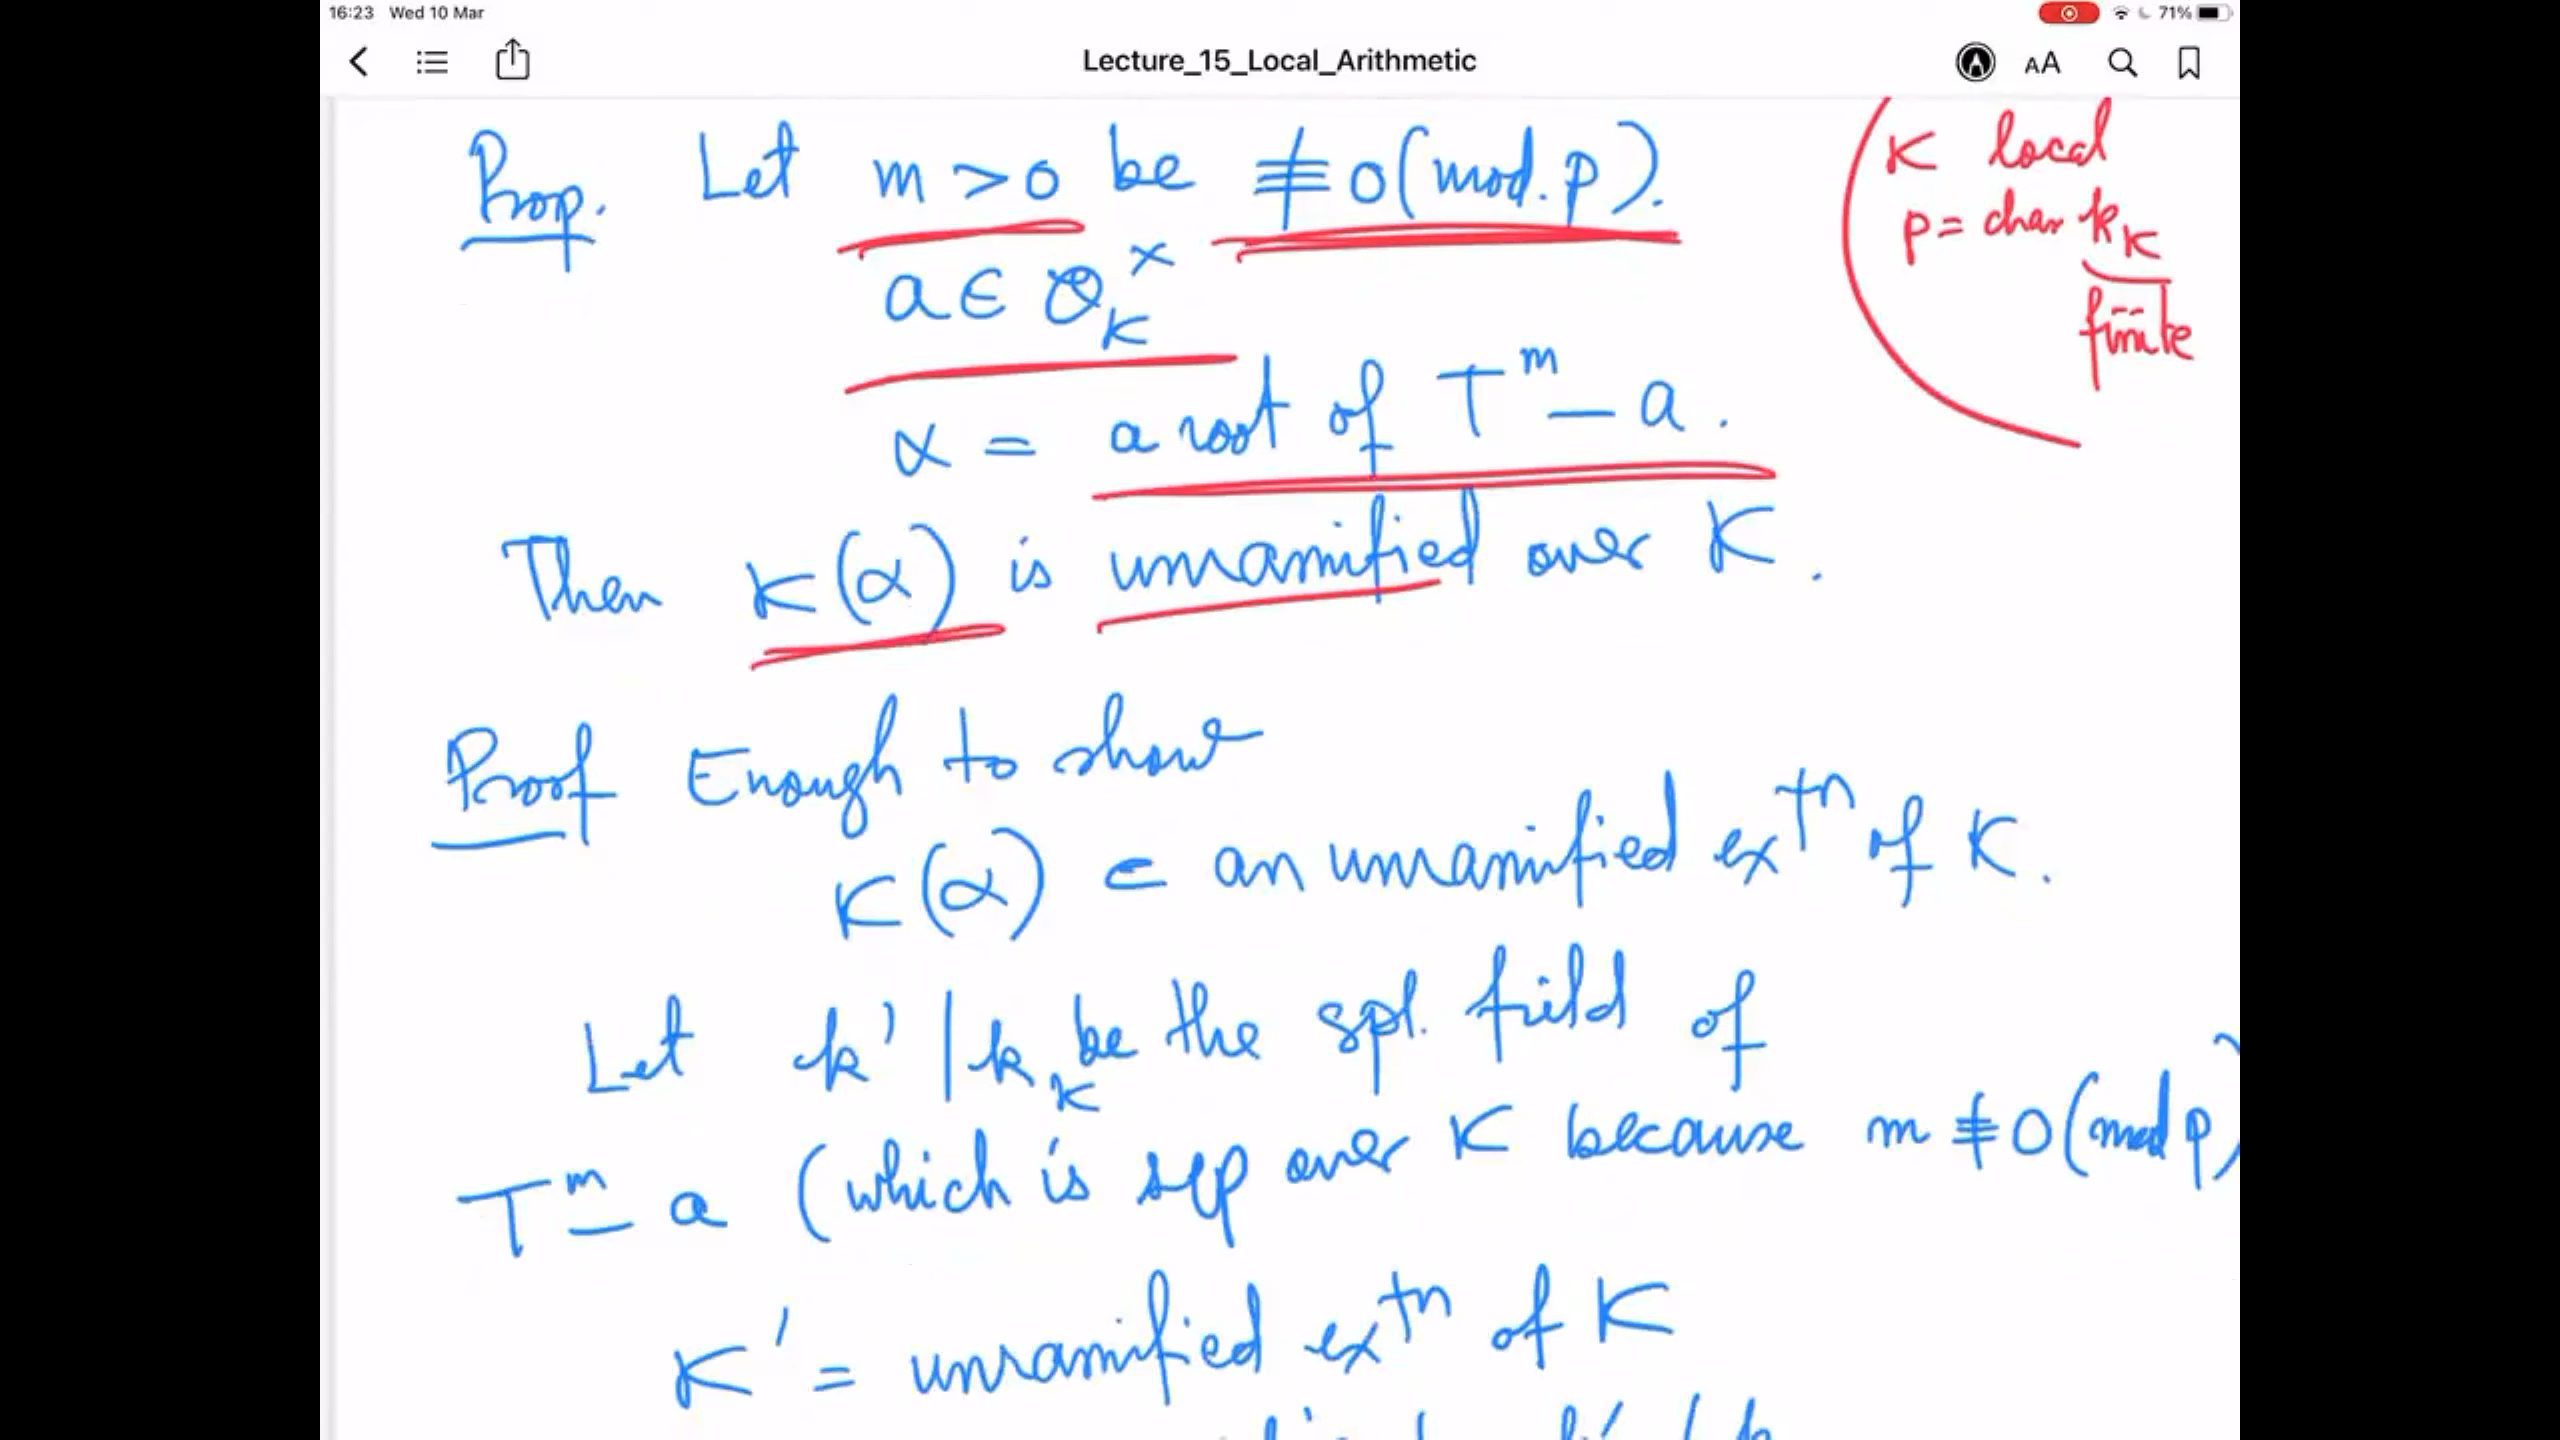 16:23 Wed 10 Mar
71%
Lecture_15_Local_Arithmetic
AA
Prop. Let m > 0 be ≢ 0 (mod. p).
a ∈ 𝒪_K^×
α = a root of T^m − a.
Then K(α) is unramified over K.
K local
p = char k_K
finite
Proof Enough to show
K(α) ⊂ an unramified ext^n of K.
Let k' | k_K be the spl. field of
T^m − a (which is sep over K because m ≢ 0 (mod p)
K' = unramified ext^n of K